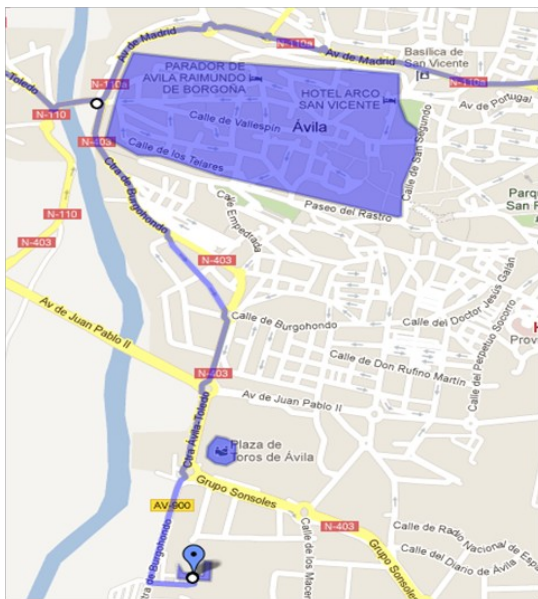 Av de Madrid
N-110a
Av de Madrid
Basílica de
San Vicente
N-110a
PARADOR DE
AVILA RAIMUNDO
DE BORGOÑA
HOTEL ARCO
SAN VICENTE
Toledo
N-110a
N-110
Av de Portugal
Calle de Vallespín
Ávila
Calle de San Segundo
N-403
Calle de los Telares
Ctra de Burgohondo
Paseo del Rastro
Parq
San R
N-110
Calle Empedrada
N-403
N-403
Calle del Doctor Jesús Galán
Calle de Burgohondo
Calle del Perpetuo Socorro
H
Provi
Av de Juan Pablo II
Calle de Don Rufino Martín
N-403
Av de Juan Pablo II
Ctra Ávila-Toledo
Plaza de
Toros de Ávila
Grupo Sonsoles
AV-900
N-403
Calle de Radio Nacional de Espa
Ctra de Burgohondo
Calle de los Macer
Grupo Sonsoles
Calle del Diario de Ávila